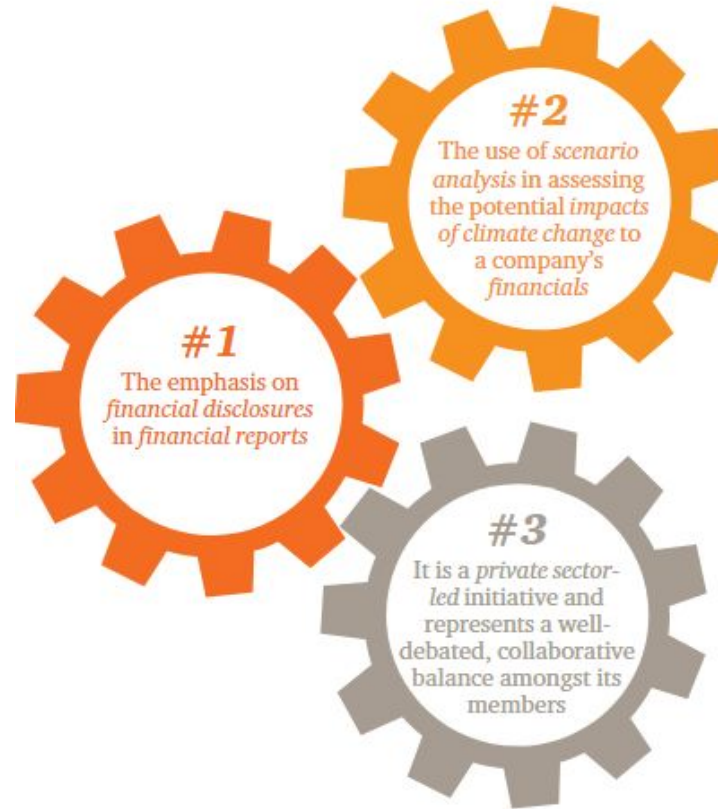 #1
The emphasis on
financial disclosures
in financial reports
#2
The use of scenario
analysis in assessing
the potential impacts
of climate change to
a company's
financials
#3
It is a private sector-
led initiative and
represents a well-
debated, collaborative
balance amongst its
members